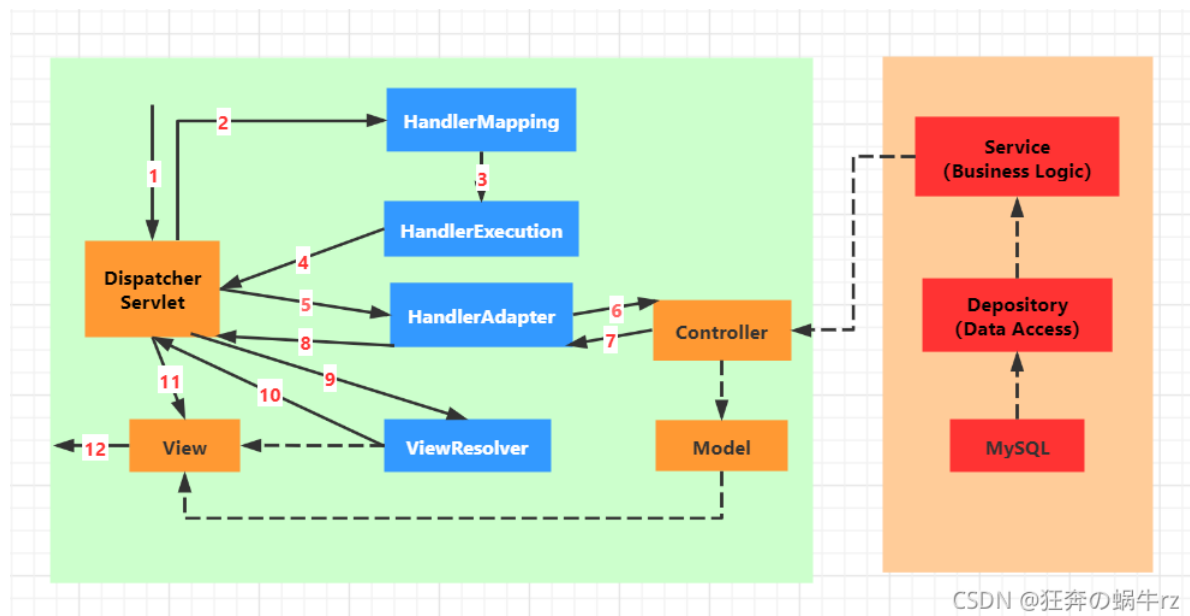 HandlerMapping
2
1
3
HandlerExecution
4
Dispatcher
Servlet
5
HandlerAdapter
6
Controller
7
8
9
10
11
12
View
ViewResolver
Model
Service
(Business Logic)
Depository
(Data Access)
MySQL
CSDN @狂奔の蜗牛rz